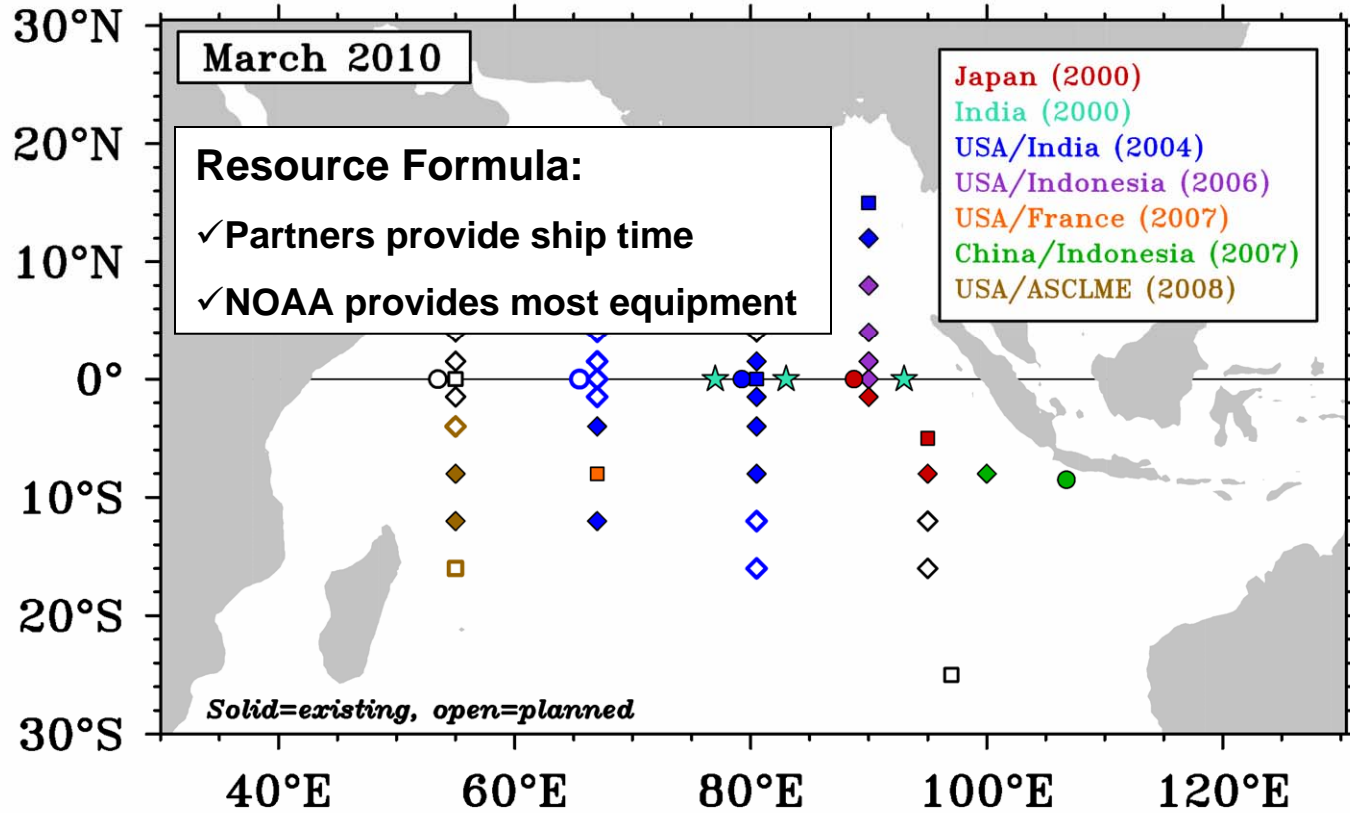 30°N
March 2010
Japan (2000)
India (2000)
USA/India (2004)
USA/Indonesia (2006)
USA/France (2007)
China/Indonesia (2007)
USA/ASCLME (2008)
20°N
Resource Formula:
✓Partners provide ship time
✓NOAA provides most equipment
10°N
0°
10°S
20°S
Solid=existing, open=planned
30°S
40°E 60°E 80°E 100°E 120°E